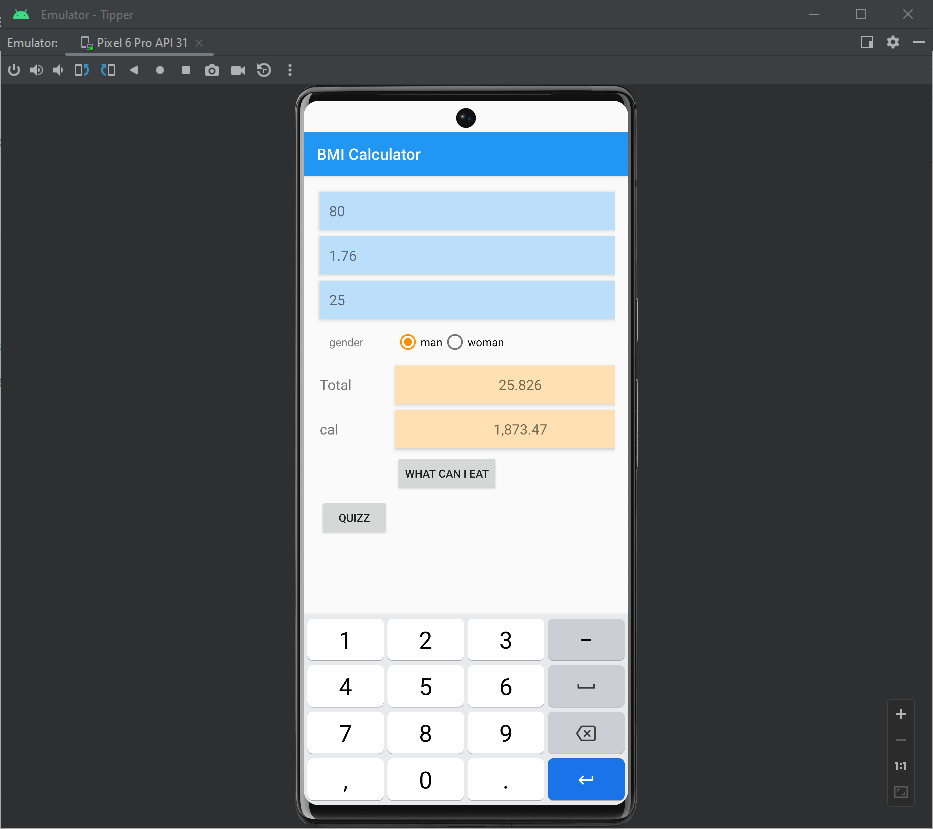 Emulator - Tipper
Emulator: Pixel 6 Pro API 31
BMI Calculator
80
1.76
25
gender man woman
Total 25.826
cal 1,873.47
WHAT CAN I EAT
QUIZZ
1 2 3 –
4 5 6
7 8 9
, 0 .
1:1